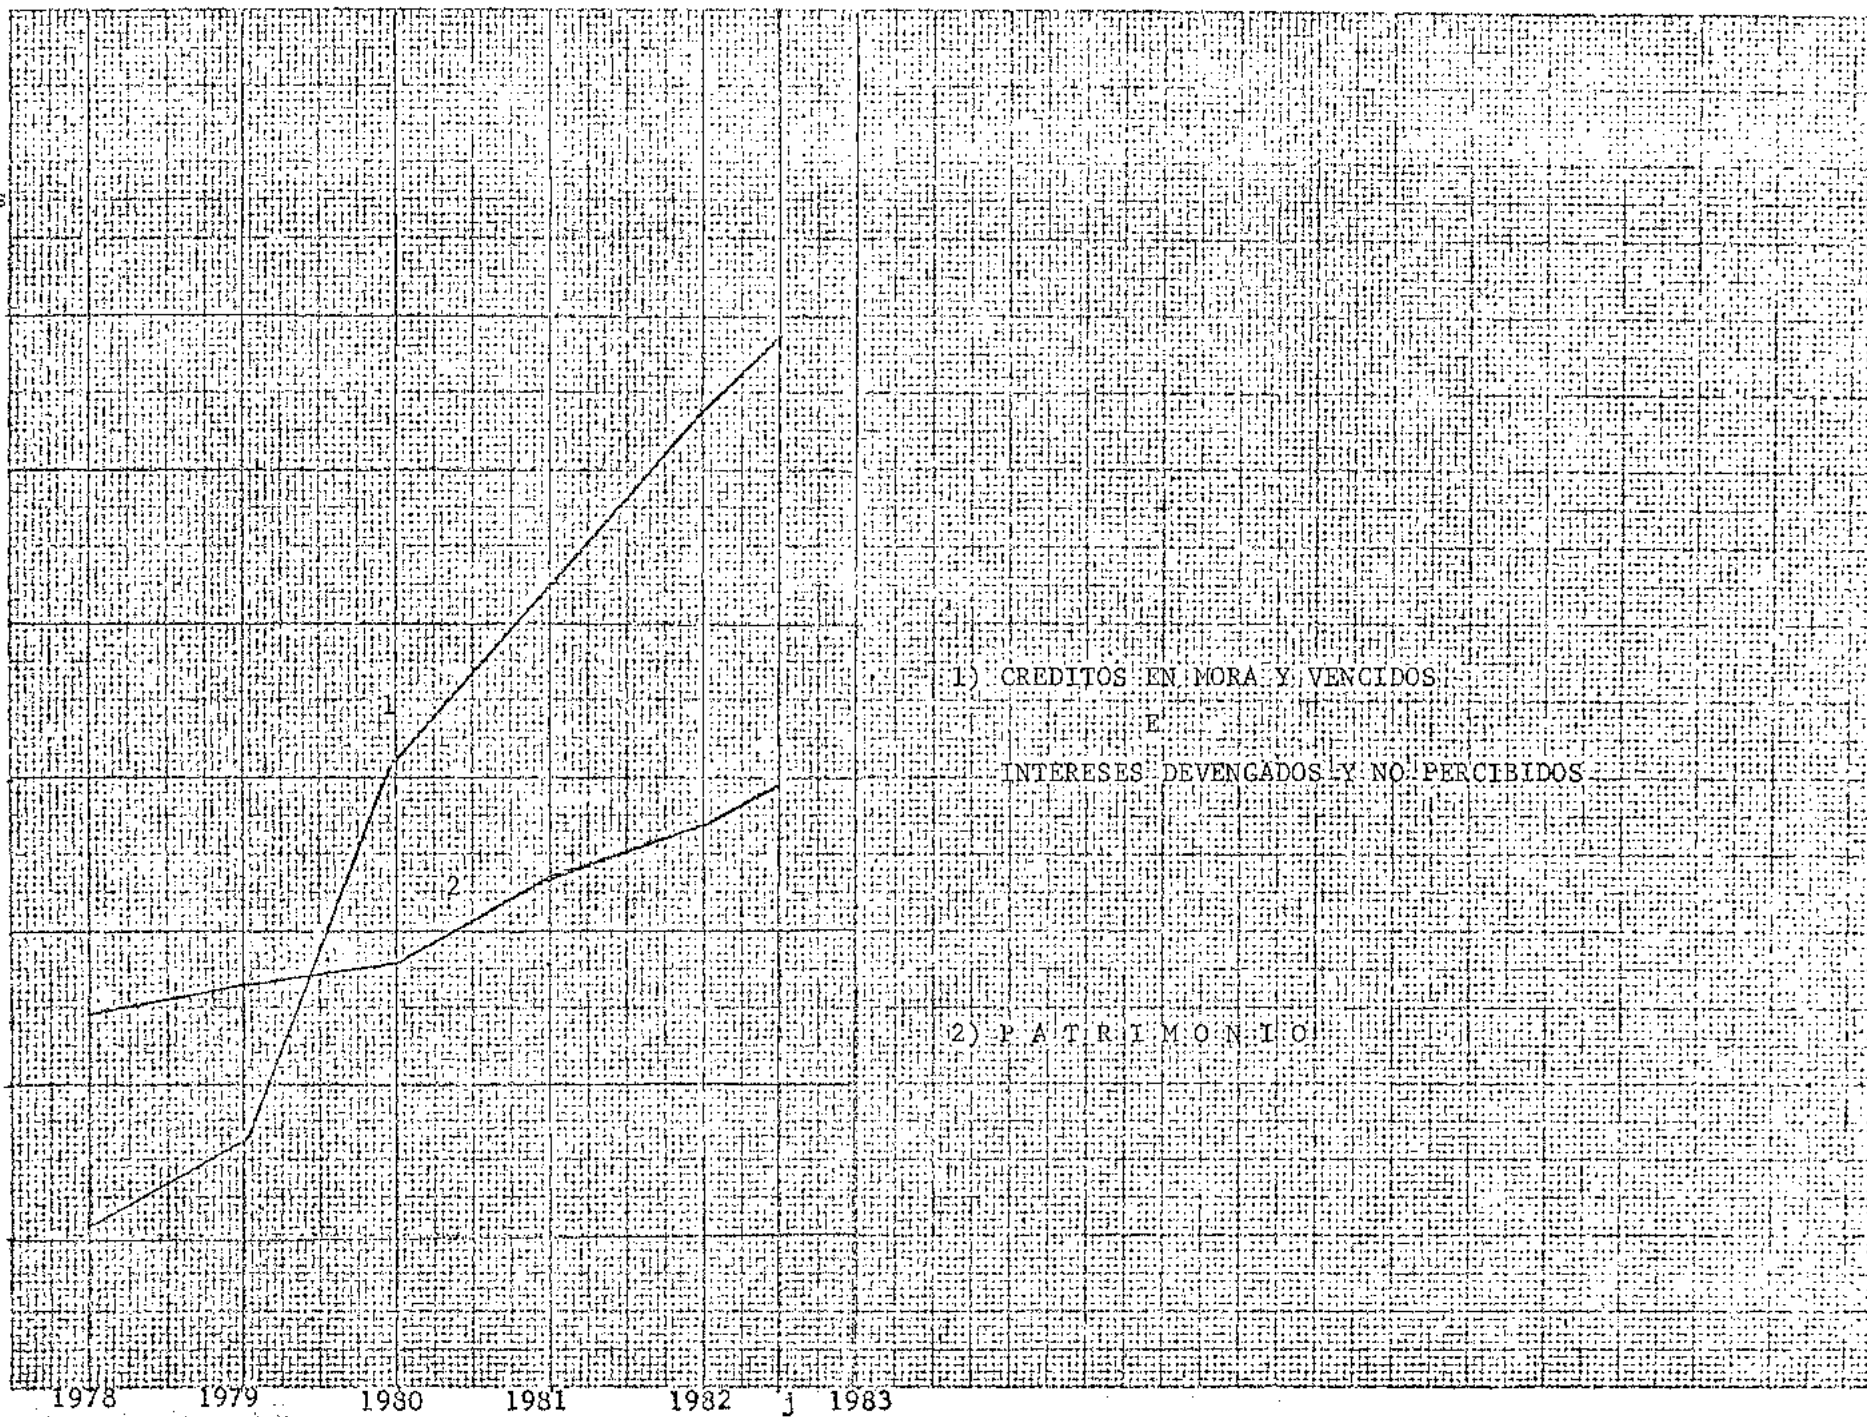 1
2
1) CREDITOS EN MORA Y VENCIDOS
E
INTERESES DEVENGADOS Y NO PERCIBIDOS
2) P A T R I M O N I O
1978 1979 1980 1981 1982 j 1983